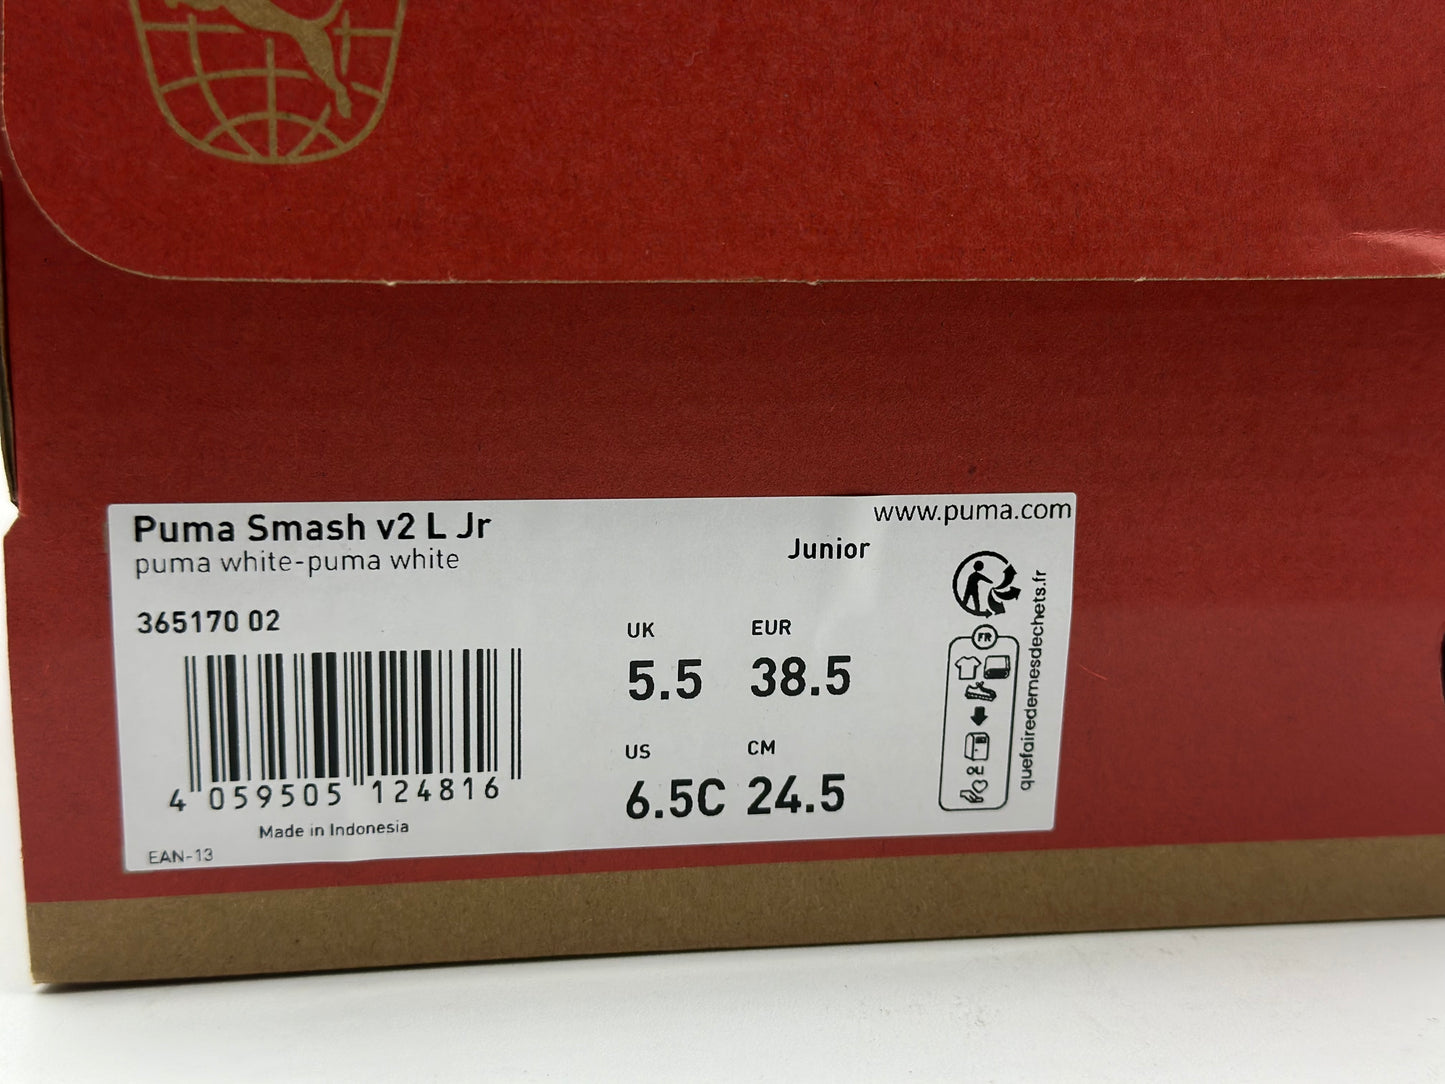 Puma Smash v2 L Jr
puma white-puma white
www.puma.com
Junior
365170 02
UK
5.5
EUR
38.5
US
6.5C
CM
24.5
4 059505 124816
Made in Indonesia
EAN-13
FR
quefairedemesdechets.fr